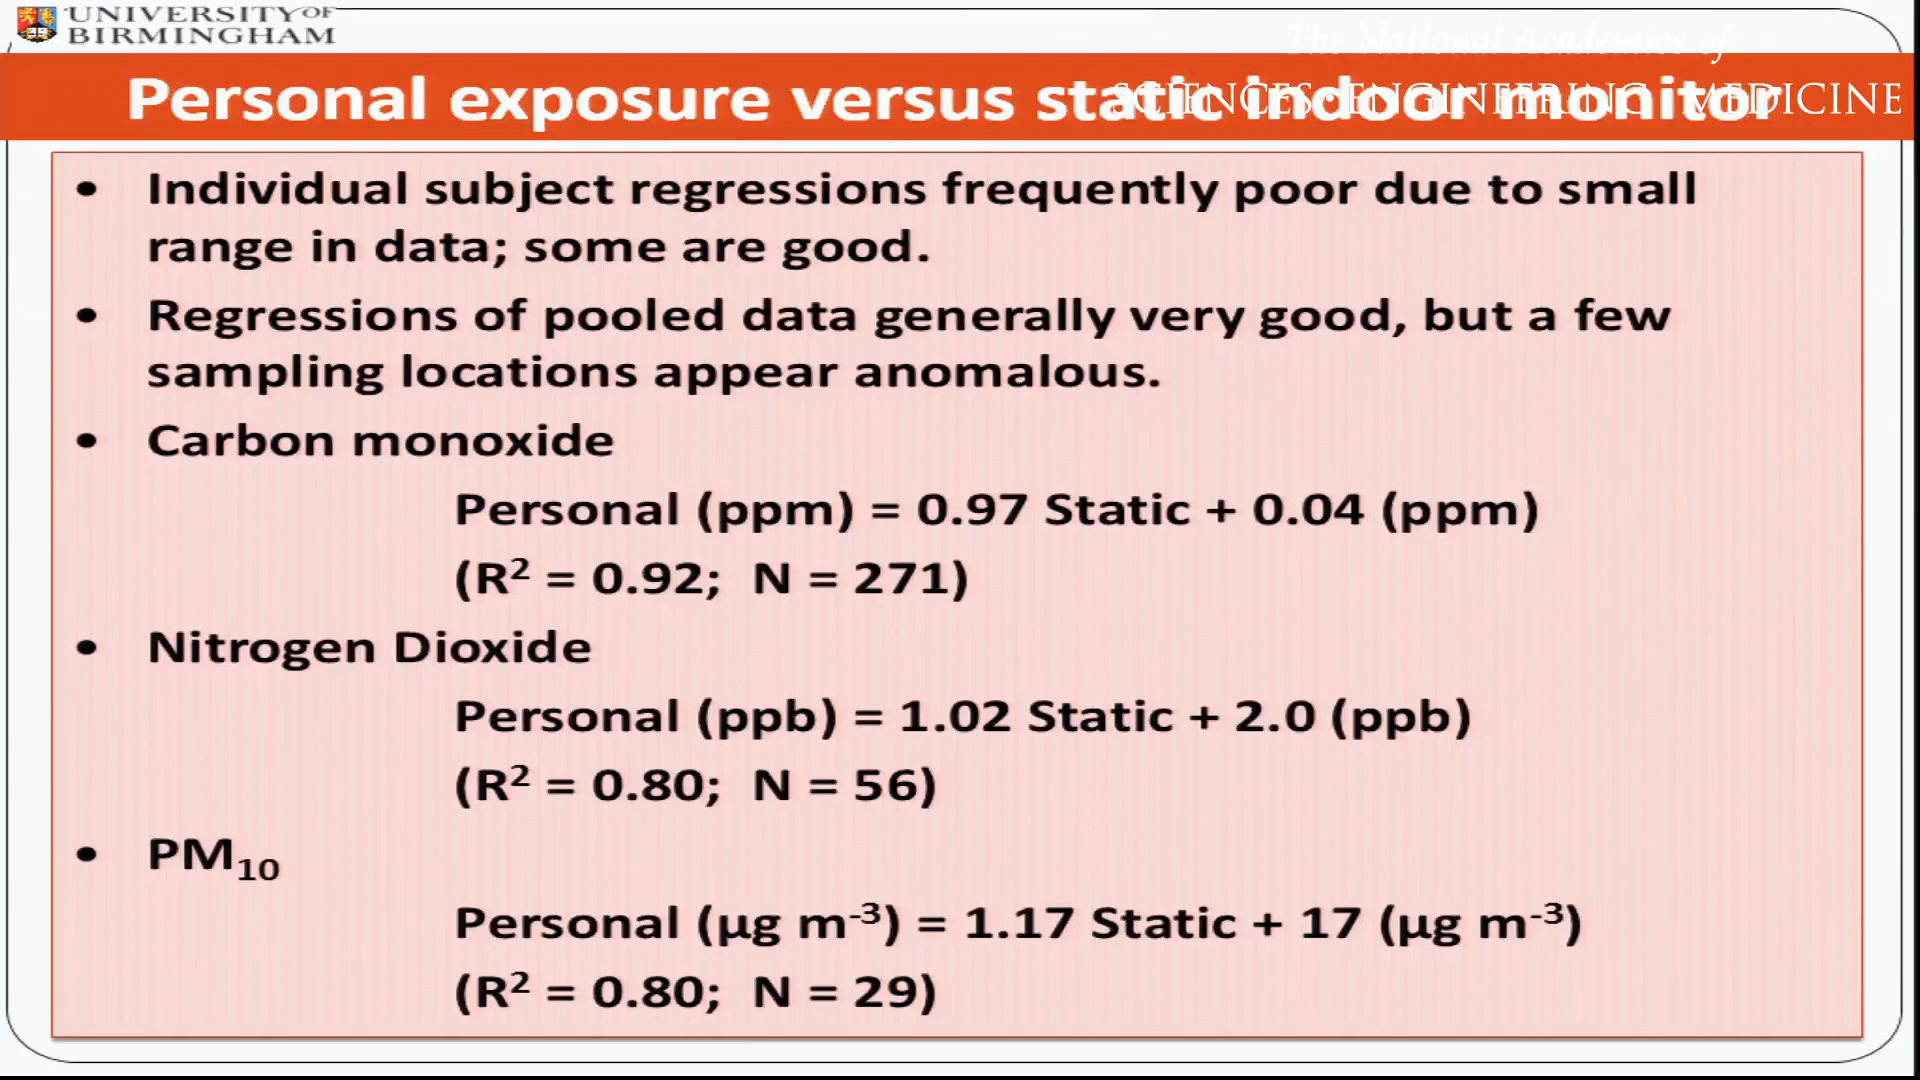 UNIVERSITY OF
BIRMINGHAM
The National Academies of
SCIENCES ENGINEERING MEDICINE
Personal exposure versus static indoor monitor
• Individual subject regressions frequently poor due to small
range in data; some are good.
• Regressions of pooled data generally very good, but a few
sampling locations appear anomalous.
• Carbon monoxide
Personal (ppm) = 0.97 Static + 0.04 (ppm)
(R² = 0.92; N = 271)
• Nitrogen Dioxide
Personal (ppb) = 1.02 Static + 2.0 (ppb)
(R² = 0.80; N = 56)
• PM₁₀
Personal (µg m⁻³) = 1.17 Static + 17 (µg m⁻³)
(R² = 0.80; N = 29)